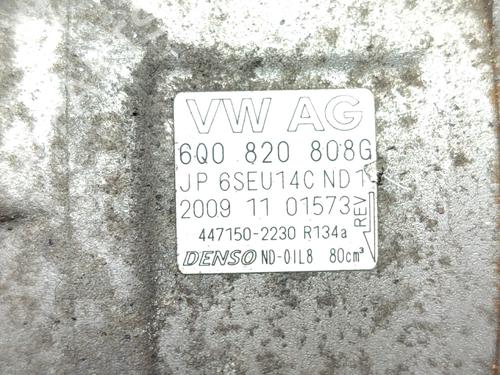 VW AG
6Q0 820 808G
JP 6SEU14C ND1
2009 11 01573
REV
447150-2230 R134a
DENSO ND-OIL8 80cm³